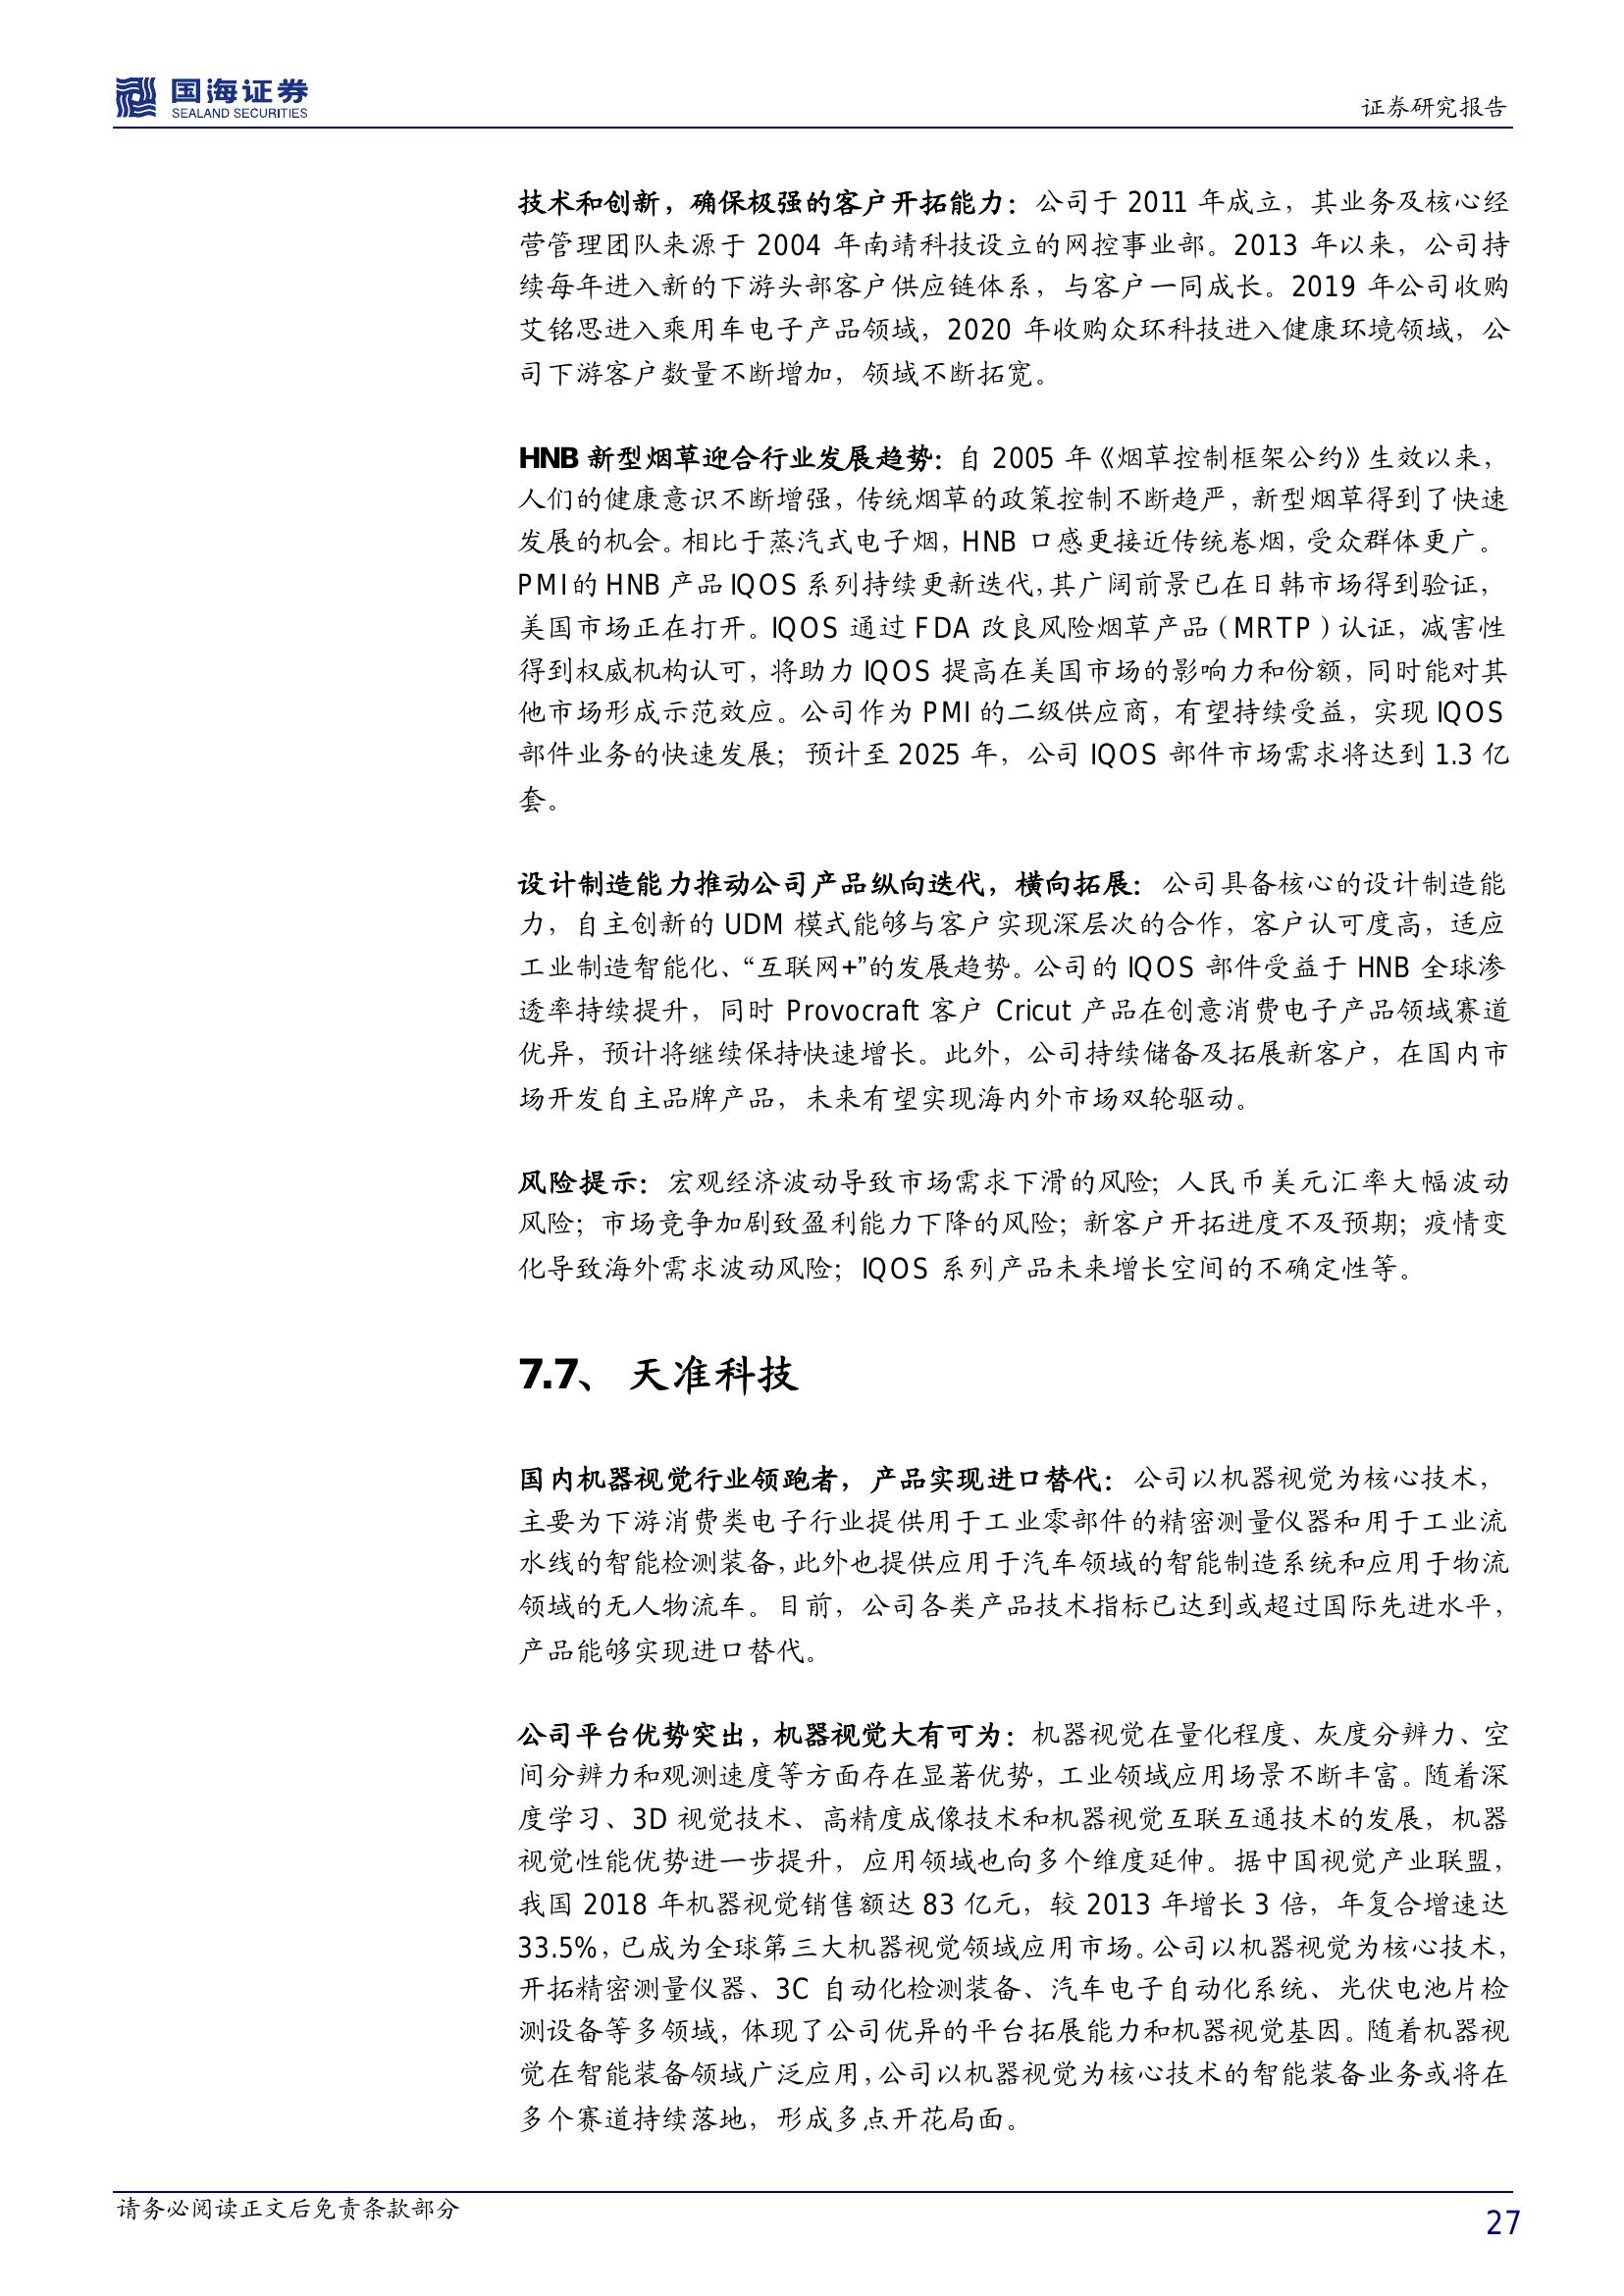 国海证券
SEALAND SECURITIES
证券研究报告
技术和创新，确保极强的客户开拓能力：公司于 2011 年成立，其业务及核心经
营管理团队来源于 2004 年南靖科技设立的网控事业部。2013 年以来，公司持
续每年进入新的下游头部客户供应链体系，与客户一同成长。2019 年公司收购
艾铭思进入乘用车电子产品领域，2020 年收购众环科技进入健康环境领域，公
司下游客户数量不断增加，领域不断拓宽。
HNB 新型烟草迎合行业发展趋势：自 2005 年《烟草控制框架公约》生效以来，
人们的健康意识不断增强，传统烟草的政策控制不断趋严，新型烟草得到了快速
发展的机会。相比于蒸汽式电子烟，HNB 口感更接近传统卷烟，受众群体更广。
PMI 的 HNB 产品 IQOS 系列持续更新迭代，其广阔前景已在日韩市场得到验证，
美国市场正在打开。IQOS 通过 FDA 改良风险烟草产品（MRTP）认证，减害性
得到权威机构认可，将助力 IQOS 提高在美国市场的影响力和份额，同时能对其
他市场形成示范效应。公司作为 PMI 的二级供应商，有望持续受益，实现 IQOS
部件业务的快速发展；预计至 2025 年，公司 IQOS 部件市场需求将达到 1.3 亿
套。
设计制造能力推动公司产品纵向迭代，横向拓展：公司具备核心的设计制造能
力，自主创新的 UDM 模式能够与客户实现深层次的合作，客户认可度高，适应
工业制造智能化、“互联网+”的发展趋势。公司的 IQOS 部件受益于 HNB 全球渗
透率持续提升，同时 Provocraft 客户 Cricut 产品在创意消费电子产品领域赛道
优异，预计将继续保持快速增长。此外，公司持续储备及拓展新客户，在国内市
场开发自主品牌产品，未来有望实现海内外市场双轮驱动。
风险提示：宏观经济波动导致市场需求下滑的风险；人民币美元汇率大幅波动
风险；市场竞争加剧致盈利能力下降的风险；新客户开拓进度不及预期；疫情变
化导致海外需求波动风险；IQOS 系列产品未来增长空间的不确定性等。
7.7、 天准科技
国内机器视觉行业领跑者，产品实现进口替代：公司以机器视觉为核心技术，
主要为下游消费类电子行业提供用于工业零部件的精密测量仪器和用于工业流
水线的智能检测装备，此外也提供应用于汽车领域的智能制造系统和应用于物流
领域的无人物流车。目前，公司各类产品技术指标已达到或超过国际先进水平，
产品能够实现进口替代。
公司平台优势突出，机器视觉大有可为：机器视觉在量化程度、灰度分辨力、空
间分辨力和观测速度等方面存在显著优势，工业领域应用场景不断丰富。随着深
度学习、3D 视觉技术、高精度成像技术和机器视觉互联互通技术的发展，机器
视觉性能优势进一步提升，应用领域也向多个维度延伸。据中国视觉产业联盟，
我国 2018 年机器视觉销售额达 83 亿元，较 2013 年增长 3 倍，年复合增速达
33.5%，已成为全球第三大机器视觉领域应用市场。公司以机器视觉为核心技术，
开拓精密测量仪器、3C 自动化检测装备、汽车电子自动化系统、光伏电池片检
测设备等多领域，体现了公司优异的平台拓展能力和机器视觉基因。随着机器视
觉在智能装备领域广泛应用，公司以机器视觉为核心技术的智能装备业务或将在
多个赛道持续落地，形成多点开花局面。
请务必阅读正文后免责条款部分
27